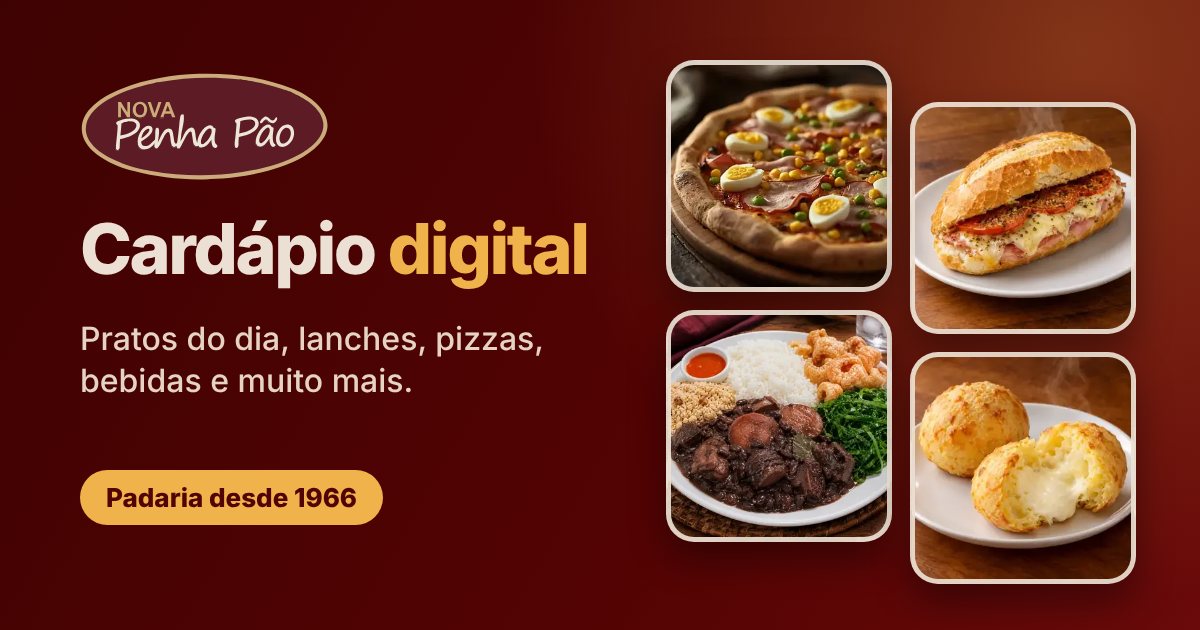 NOVA
Penha Pão
Cardápio digital
Pratos do dia, lanches, pizzas,
bebidas e muito mais.
Padaria desde 1966